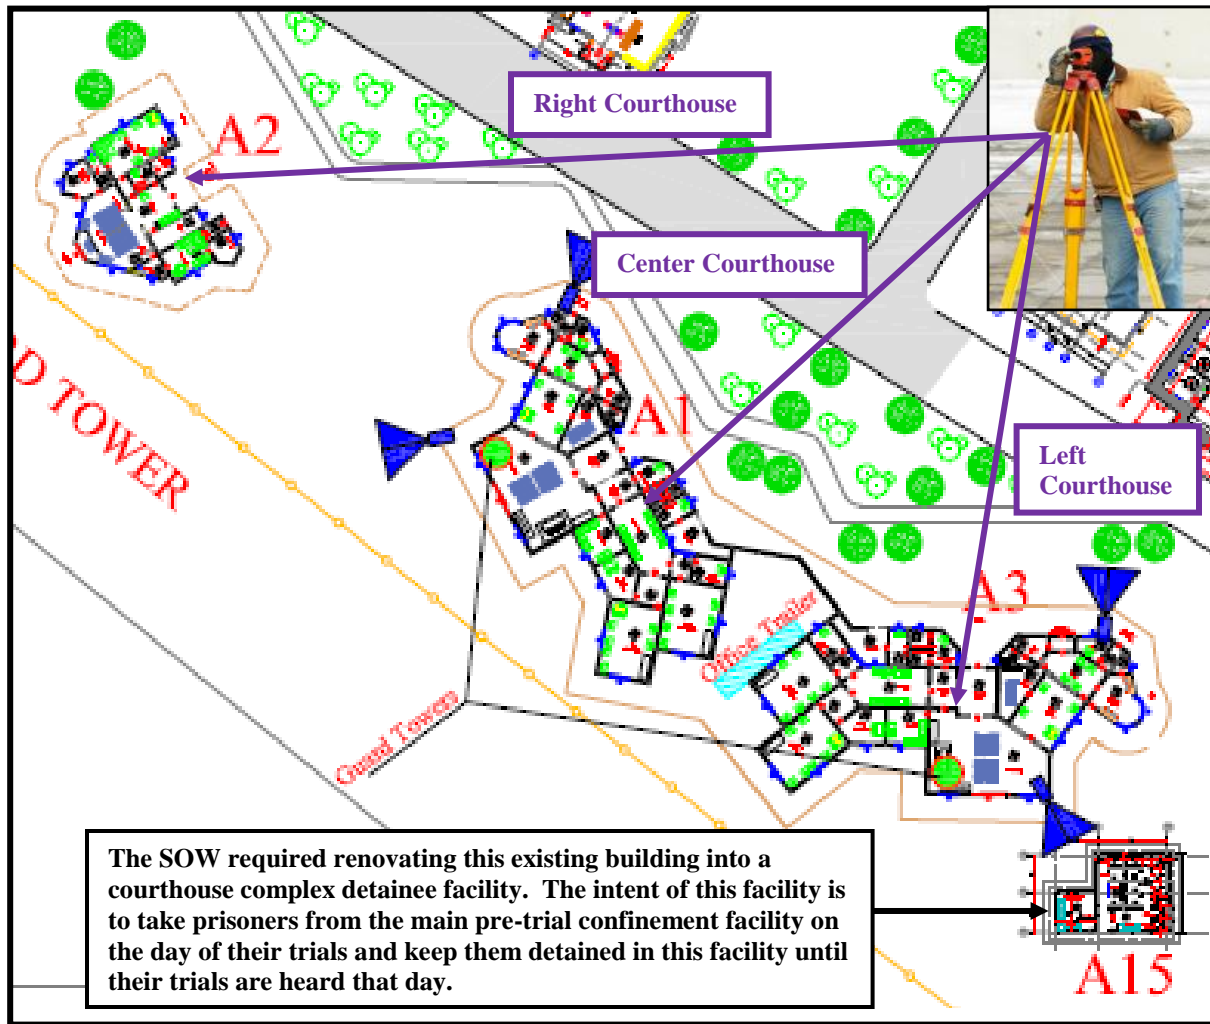 Right Courthouse
A2
Center Courthouse
D TOWER
A1
Left
Courthouse
A3
Office Trailer
Guard Towers
The SOW required renovating this existing building into a
courthouse complex detainee facility.  The intent of this facility is
to take prisoners from the main pre-trial confinement facility on
the day of their trials and keep them detained in this facility until
their trials are heard that day.
A15